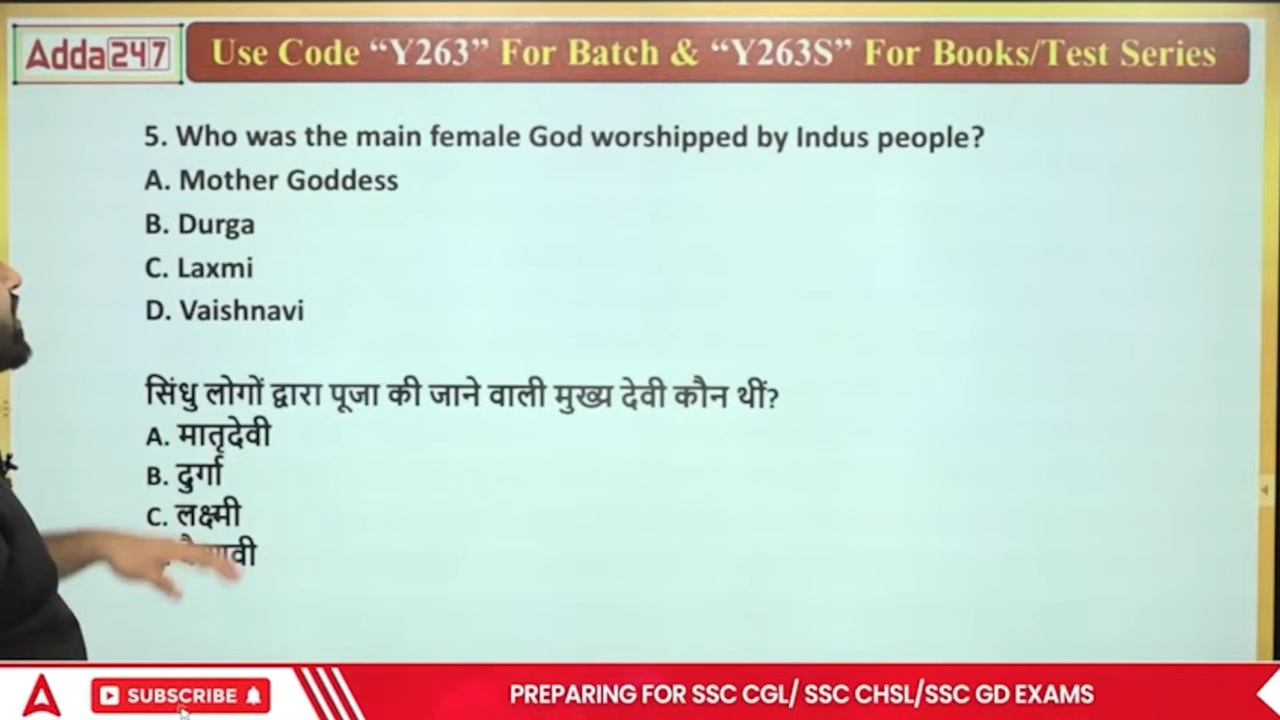 Adda247
Use Code “Y263” For Batch & “Y263S” For Books/Test Series
5. Who was the main female God worshipped by Indus people?
A. Mother Goddess
B. Durga
C. Laxmi
D. Vaishnavi
सिंधु लोगों द्वारा पूजा की जाने वाली मुख्य देवी कौन थीं?
A. मातृदेवी
B. दुर्गा
C. लक्ष्मी
SUBSCRIBE
PREPARING FOR SSC CGL/ SSC CHSL/SSC GD EXAMS